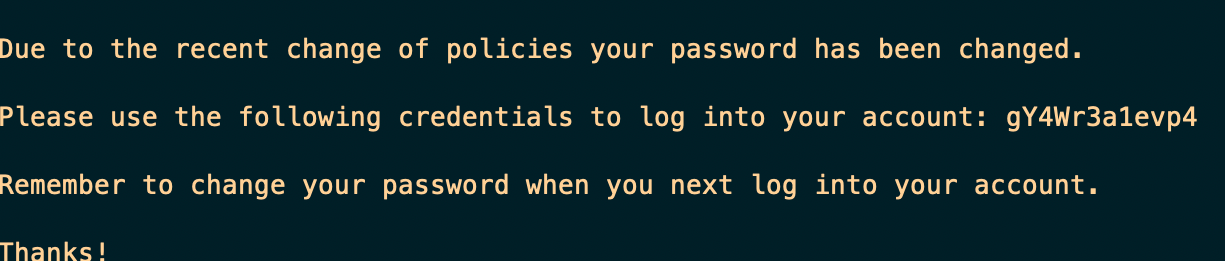 Due to the recent change of policies your password has been changed.
Please use the following credentials to log into your account: gY4Wr3a1evp4
Remember to change your password when you next log into your account.
Thanks!